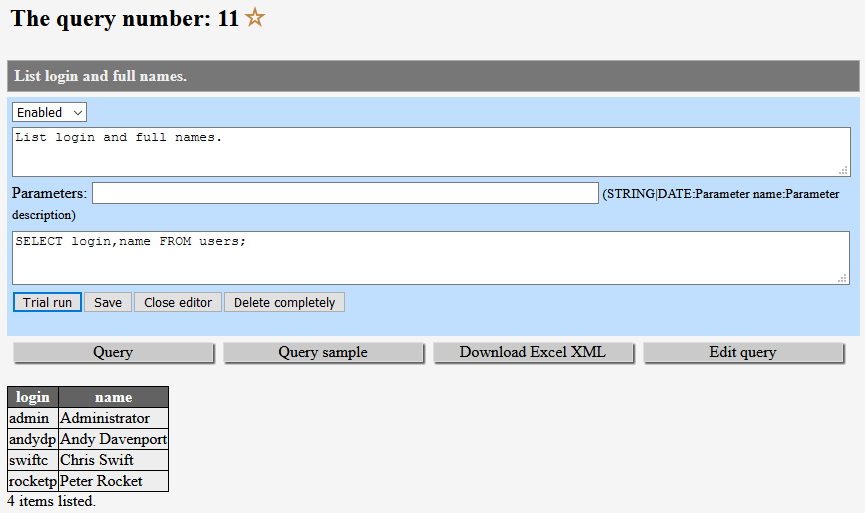 The query number: 11 ☆
List login and full names.
Enabled
List login and full names.
Parameters: (STRING|DATE:Parameter name:Parameter
description)
SELECT login,name FROM users;
Trial run Save Close editor Delete completely
Query Query sample Download Excel XML Edit query
login name
admin Administrator
andydp Andy Davenport
swiftc Chris Swift
rocketp Peter Rocket
4 items listed.